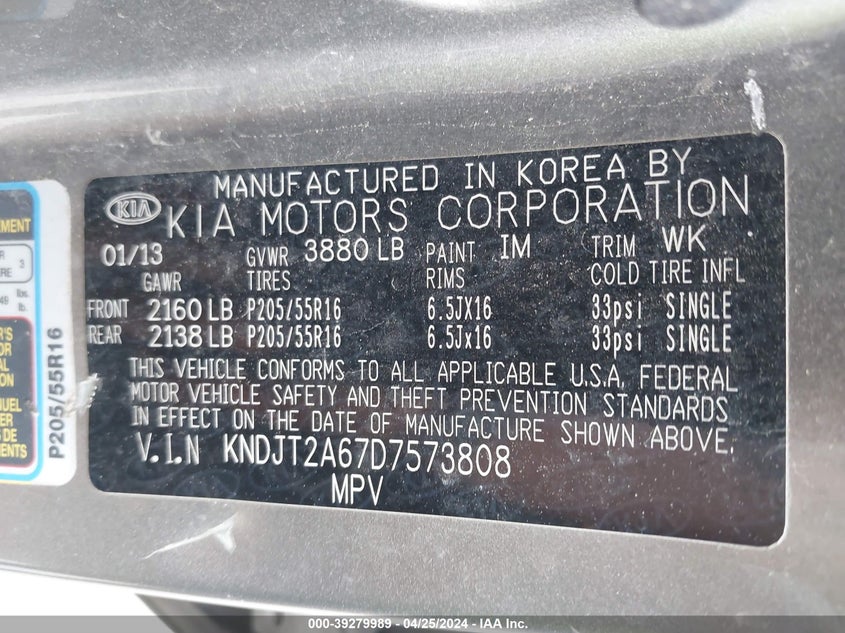 MANUFACTURED IN KOREA BY
KIA KIA MOTORS CORPORATION
01/13 GVWR 3880 LB PAINT IM TRIM WK
GAWR TIRES RIMS COLD TIRE INFL
FRONT 2160 LB P205/55R16 6.5JX16 33psi SINGLE
REAR 2138 LB P205/55R16 6.5Jx16 33psi SINGLE
THIS VEHICLE CONFORMS TO ALL APPLICABLE U.S.A. FEDERAL
MOTOR VEHICLE SAFETY AND THEFT PREVENTION STANDARDS
IN EFFECT ON THE DATE OF MANUFACTURE SHOWN ABOVE.
V.I.N KNDJT2A67D7573808
MPV
P205/55R16
000-39279989 - 04/25/2024 - IAA Inc.